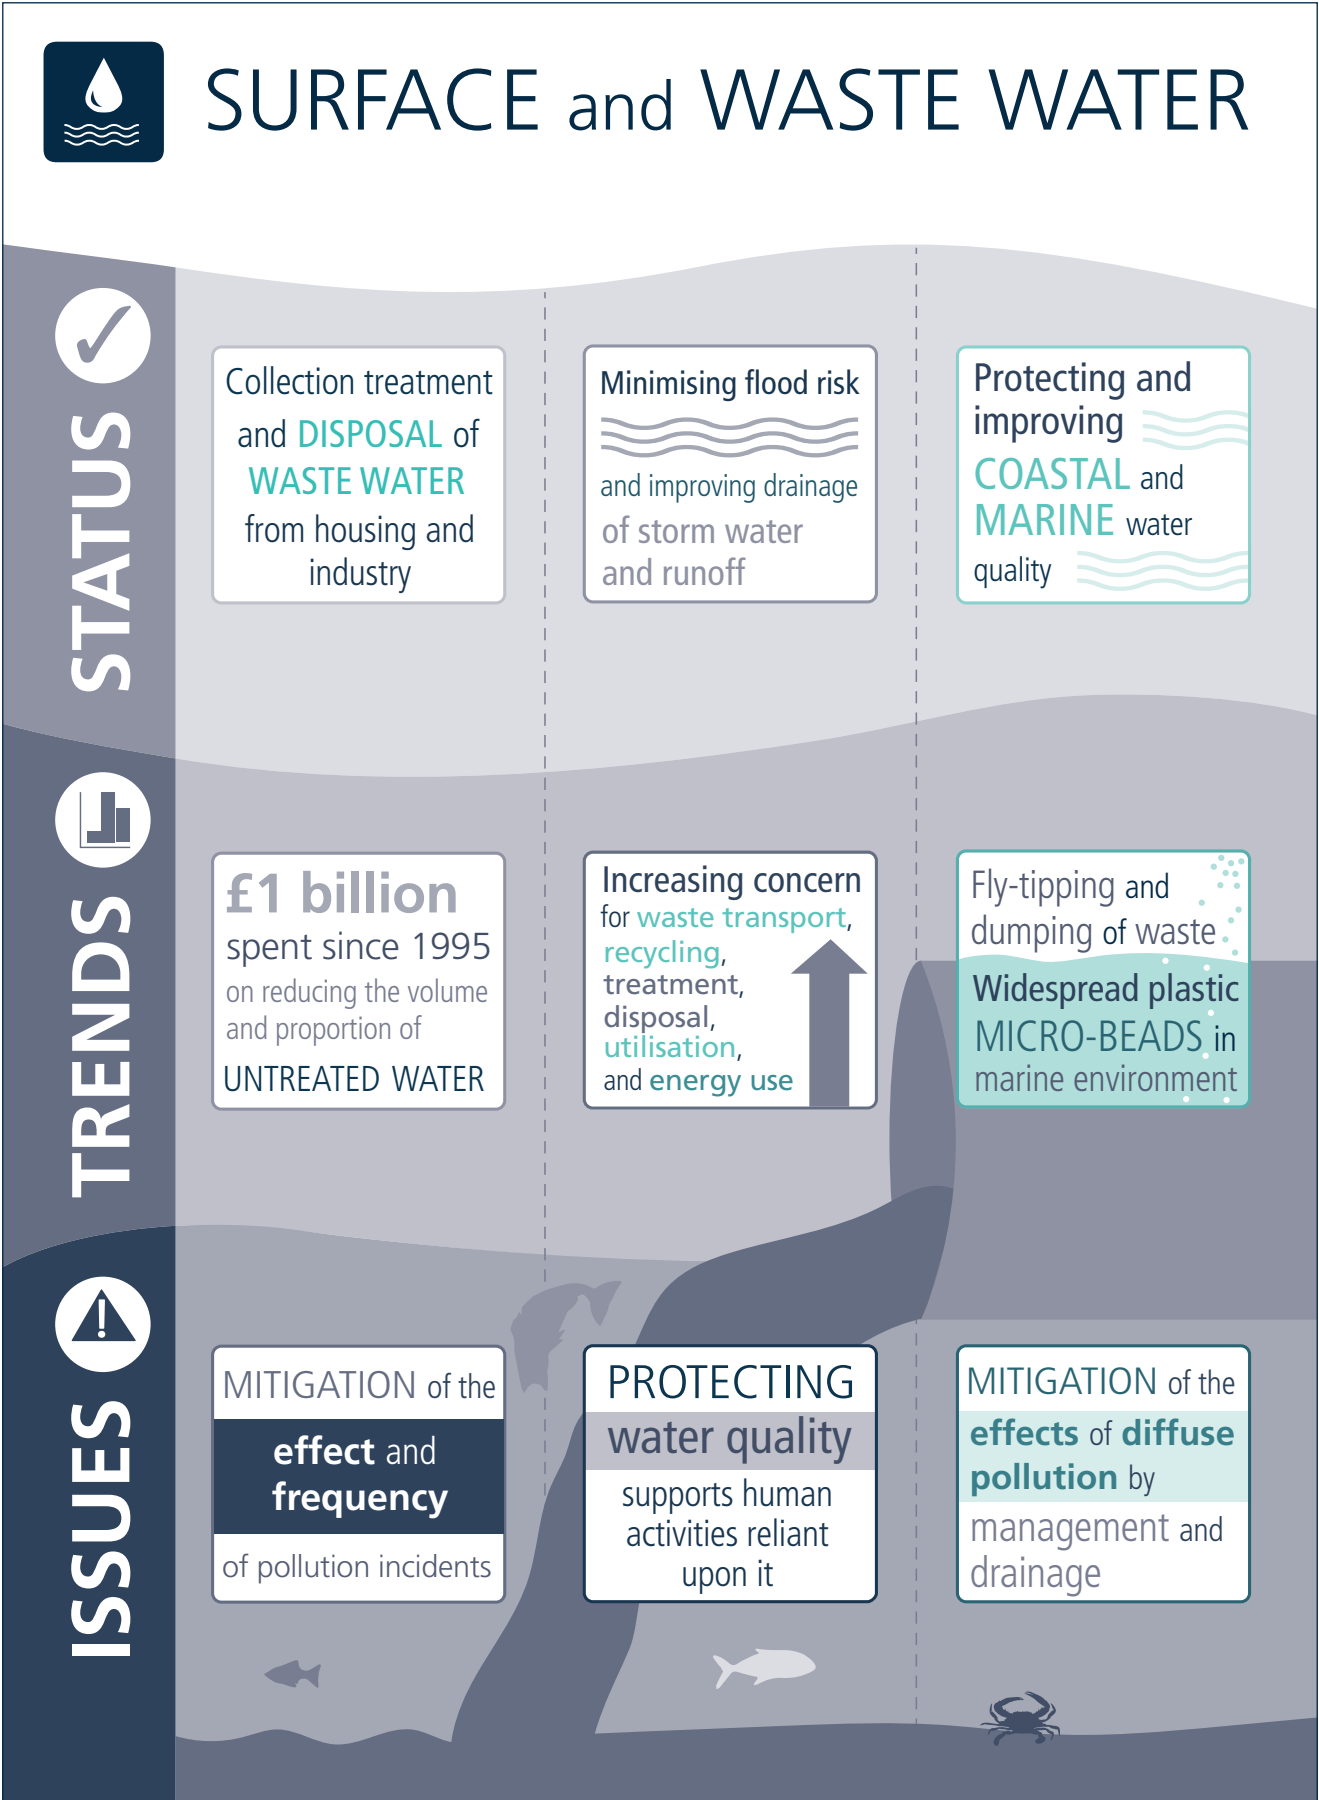 SURFACE and WASTE WATER
STATUS
Collection treatment
and DISPOSAL of
WASTE WATER
from housing and
industry
Minimising flood risk
and improving drainage
of storm water
and runoff
Protecting and
improving
COASTAL and
MARINE water
quality
TRENDS
£1 billion
spent since 1995
on reducing the volume
and proportion of
UNTREATED WATER
Increasing concern
for waste transport,
recycling,
treatment,
disposal,
utilisation,
and energy use
Fly-tipping and
dumping of waste
Widespread plastic
MICRO-BEADS in
marine environment
ISSUES
MITIGATION of the
effect and
frequency
of pollution incidents
PROTECTING
water quality
supports human
activities reliant
upon it
MITIGATION of the
effects of diffuse
pollution by
management and
drainage